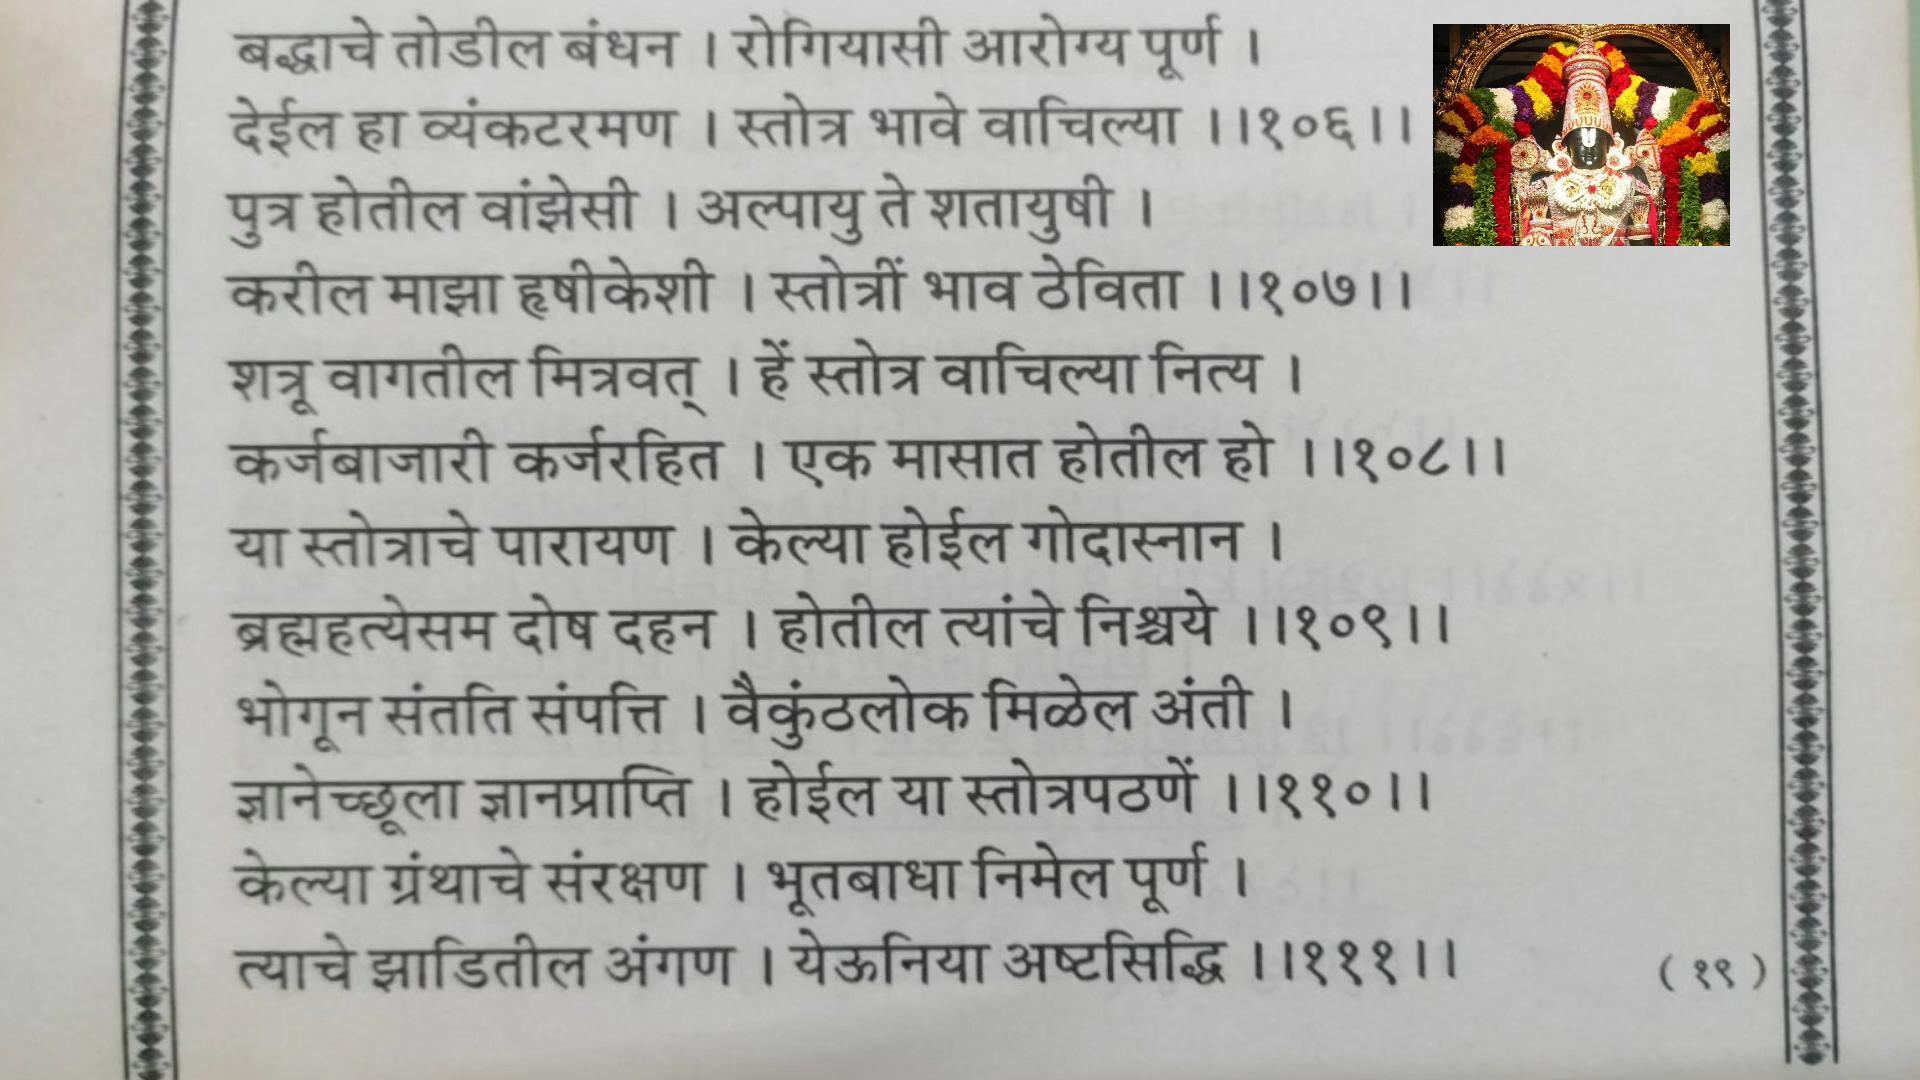 बद्धाचे तोडील बंधन । रोगियासी आरोग्य पूर्ण ।
देईल हा व्यंकटरमण । स्तोत्र भावे वाचिल्या ।।१०६।।
पुत्र होतील वांझेसी । अल्पायु ते शतायुषी ।
करील माझा हृषीकेशी । स्तोत्रीं भाव ठेविता ।।१०७।।
शत्रू वागतील मित्रवत् । हें स्तोत्र वाचिल्या नित्य ।
कर्जबाजारी कर्जरहित । एक मासात होतील हो ।।१०८।।
या स्तोत्राचे पारायण । केल्या होईल गोदास्नान ।
ब्रह्महत्येसम दोष दहन । होतील त्यांचे निश्चये ।।१०९।।
भोगून संतति संपत्ति । वैकुंठलोक मिळेल अंती ।
ज्ञानेच्छूला ज्ञानप्राप्ति । होईल या स्तोत्रपठणें ।।११०।।
केल्या ग्रंथाचे संरक्षण । भूतबाधा निमेल पूर्ण ।
त्याचे झाडितील अंगण । येऊनिया अष्टसिद्धि ।।१११।।
(१९)